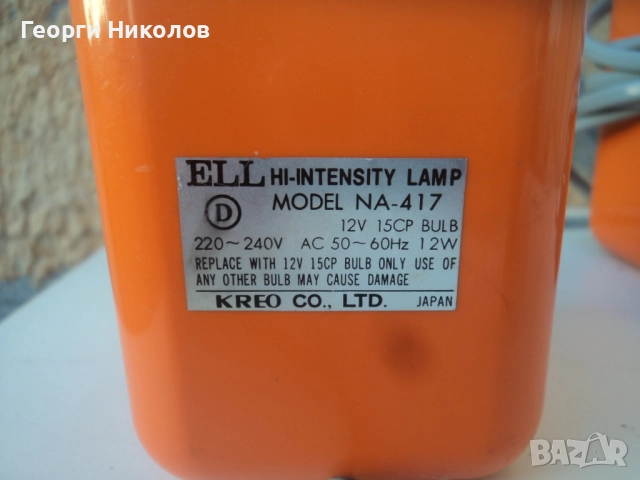 Георги Николов
ELL HI-INTENSITY LAMP
D MODEL NA-417
12V 15CP BULB
220~240V AC 50~60Hz 12W
REPLACE WITH 12V 15CP BULB ONLY USE OF
ANY OTHER BULB MAY CAUSE DAMAGE
KREO CO., LTD. JAPAN
BAZAR